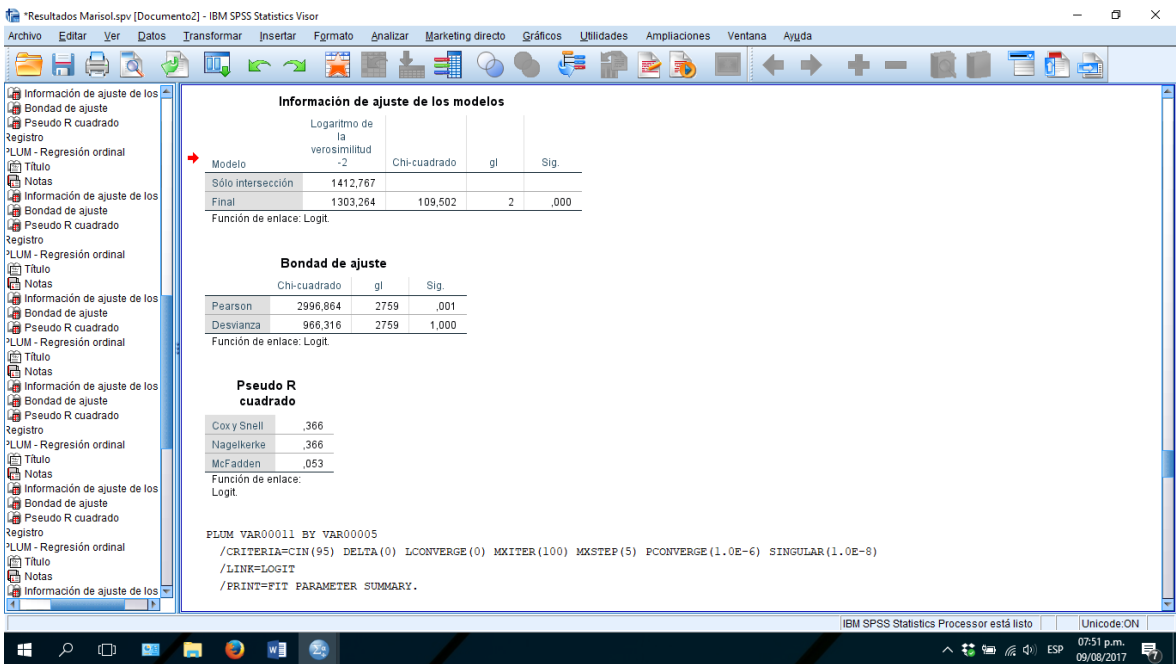 *Resultados Marisol.spv [Documento2] - IBM SPSS Statistics Visor
Archivo Editar Ver Datos Transformar Insertar Formato Analizar Marketing directo Gráficos Utilidades Ampliaciones Ventana Ayuda
Información de ajuste de los
Bondad de ajuste
Pseudo R cuadrado
Registro
PLUM - Regresión ordinal
Título
Notas
Información de ajuste de los
Bondad de ajuste
Pseudo R cuadrado
Registro
PLUM - Regresión ordinal
Título
Notas
Información de ajuste de los
Bondad de ajuste
Pseudo R cuadrado
PLUM - Regresión ordinal
Título
Notas
Información de ajuste de los
Bondad de ajuste
Pseudo R cuadrado
Registro
PLUM - Regresión ordinal
Título
Notas
Información de ajuste de los
Bondad de ajuste
Pseudo R cuadrado
Registro
PLUM - Regresión ordinal
Título
Notas
Información de ajuste de los
Información de ajuste de los modelos
Logaritmo de
la
verosimilitud
Modelo -2 Chi-cuadrado gl Sig.
Sólo intersección 1412,767
Final 1303,264 109,502 2 ,000
Función de enlace: Logit.
Bondad de ajuste
Chi-cuadrado gl Sig.
Pearson 2996,864 2759 ,001
Desvianza 966,316 2759 1,000
Función de enlace: Logit.
Pseudo R
cuadrado
Cox y Snell ,366
Nagelkerke ,366
McFadden ,053
Función de enlace:
Logit.
PLUM VAR00011 BY VAR00005
/CRITERIA=CIN(95) DELTA(0) LCONVERGE(0) MXITER(100) MXSTEP(5) PCONVERGE(1.0E-6) SINGULAR(1.0E-8)
/LINK=LOGIT
/PRINT=FIT PARAMETER SUMMARY.
IBM SPSS Statistics Processor está listo Unicode:ON
ESP
07:51 p.m.
09/08/2017
7